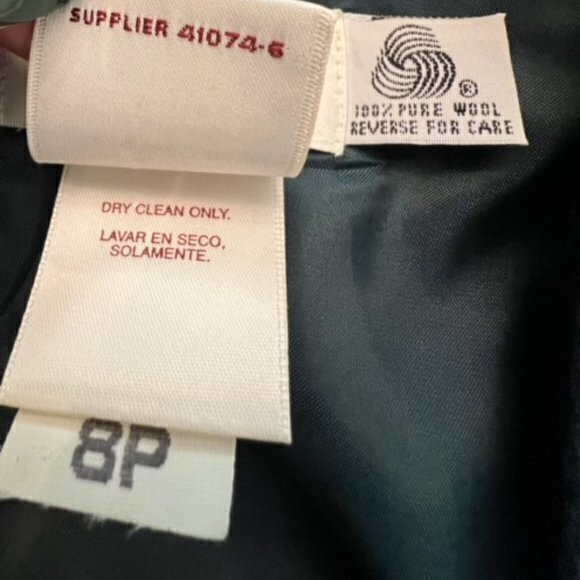 SUPPLIER 41074-6
100% PURE WOOL
REVERSE FOR CARE
DRY CLEAN ONLY.
LAVAR EN SECO,
SOLAMENTE.
8P